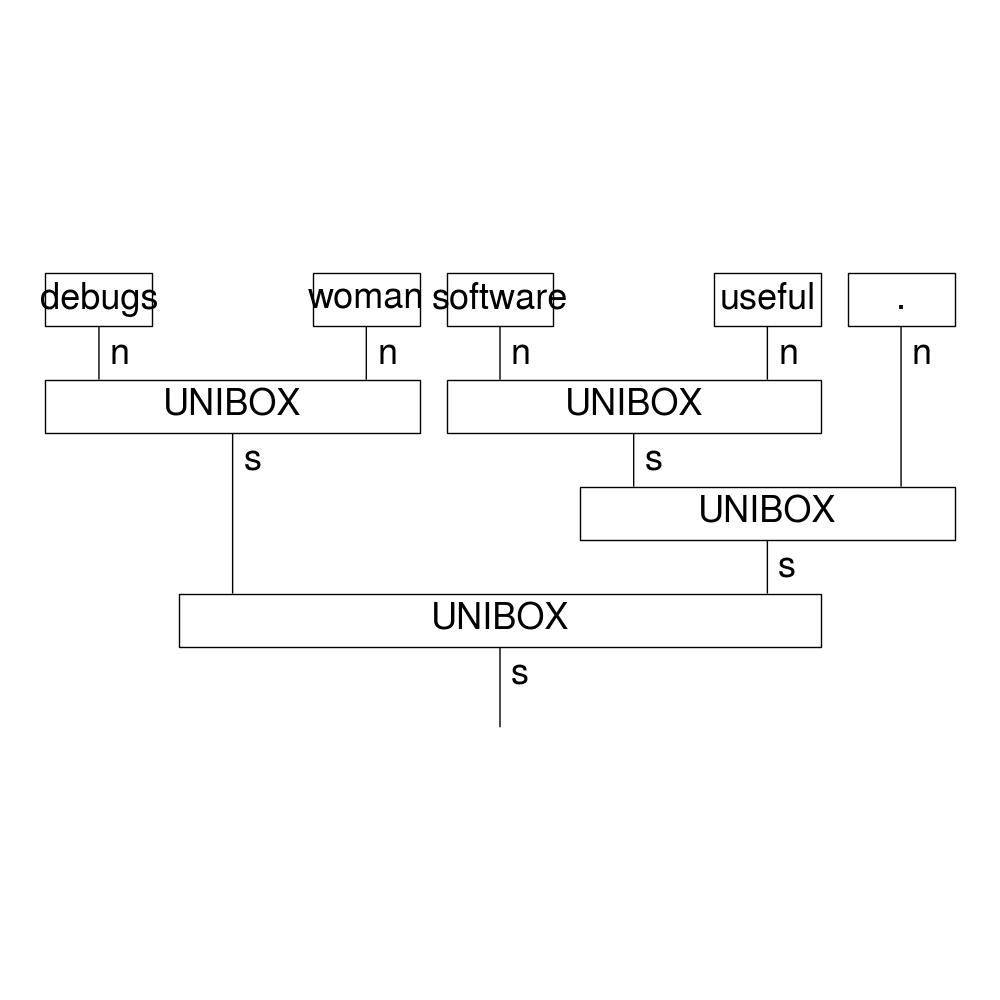 debugs woman software useful .
n n n n n
UNIBOX UNIBOX
s s
UNIBOX
s
UNIBOX
s